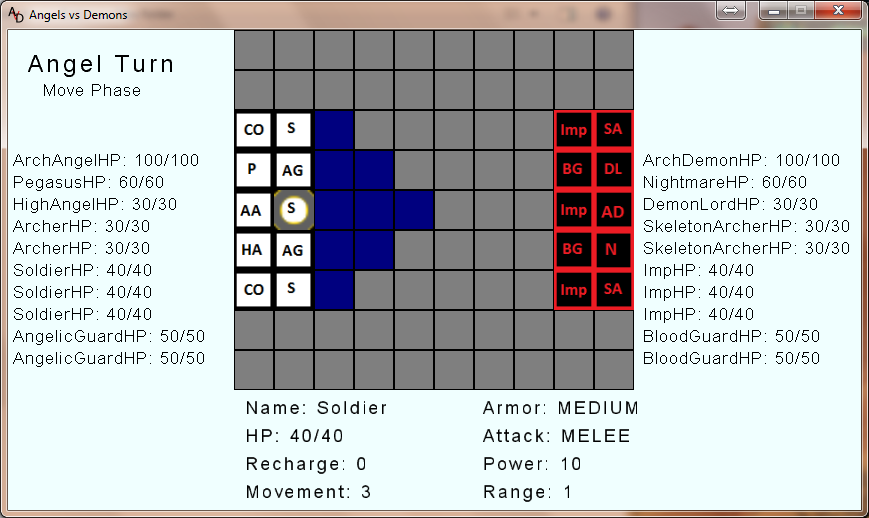 Angels vs Demons
Angel Turn
Move Phase
ArchAngelHP: 100/100
PegasusHP: 60/60
HighAngelHP: 30/30
ArcherHP: 30/30
ArcherHP: 30/30
SoldierHP: 40/40
SoldierHP: 40/40
SoldierHP: 40/40
AngelicGuardHP: 50/50
AngelicGuardHP: 50/50
CO S Imp SA
P AG BG DL
AA S Imp AD
HA AG BG N
CO S Imp SA
ArchDemonHP: 100/100
NightmareHP: 60/60
DemonLordHP: 30/30
SkeletonArcherHP: 30/30
SkeletonArcherHP: 30/30
ImpHP: 40/40
ImpHP: 40/40
ImpHP: 40/40
BloodGuardHP: 50/50
BloodGuardHP: 50/50
Name: Soldier
HP: 40/40
Recharge: 0
Movement: 3
Armor: MEDIUM
Attack: MELEE
Power: 10
Range: 1